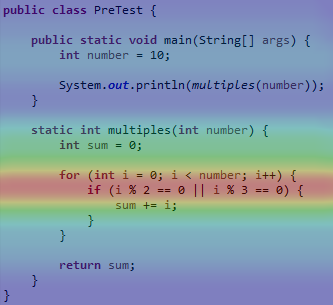 public class PreTest {
public static void main(String[] args) {
int number = 10;
System.out.println(multiples(number));
}
static int multiples(int number) {
int sum = 0;
for (int i = 0; i < number; i++) {
if (i % 2 == 0 || i % 3 == 0) {
sum += i;
}
}
return sum;
}
}